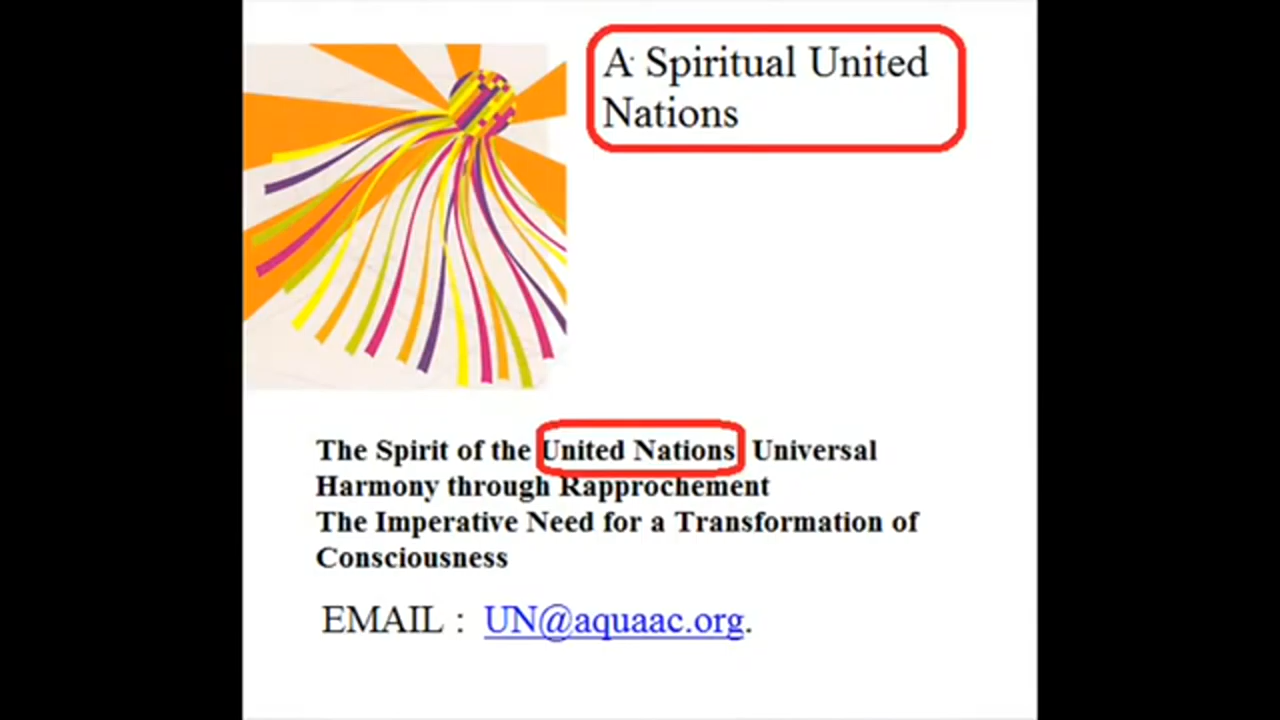 A Spiritual United
Nations
The Spirit of the United Nations Universal
Harmony through Rapprochement
The Imperative Need for a Transformation of
Consciousness
EMAIL : UN@aquaac.org.